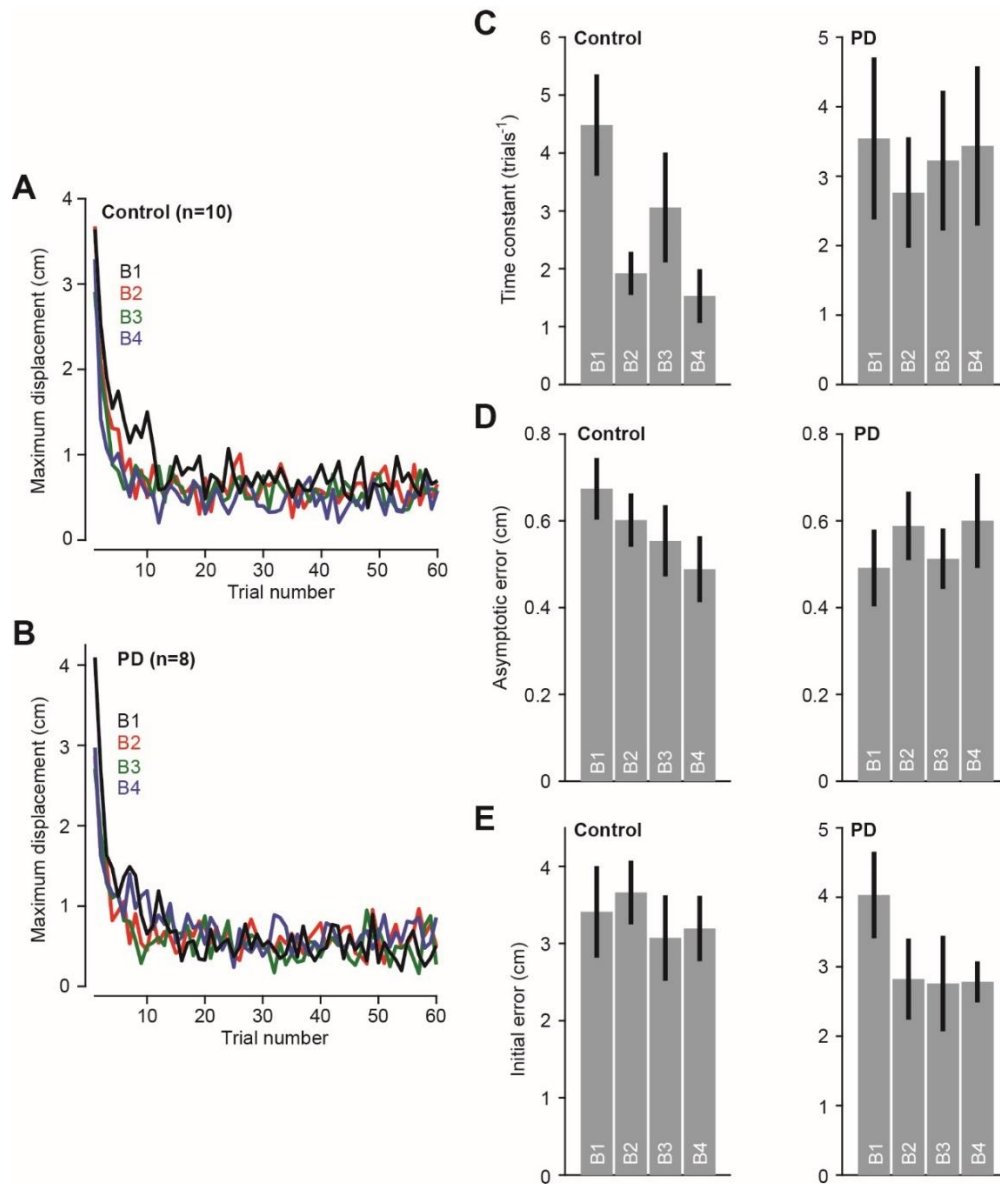 A
Control (n=10)
B1
B2
B3
B4
Maximum displacement (cm)
4
3
2
1
0
10
20
30
40
50
60
Trial number
B
PD (n=8)
B1
B2
B3
B4
Maximum displacement (cm)
4
3
2
1
0
10
20
30
40
50
60
Trial number
C
Control
Time constant (trials⁻¹)
6
5
4
3
2
1
0
B1
B2
B3
B4
PD
5
4
3
2
1
0
B1
B2
B3
B4
D
Control
Asymptotic error (cm)
0.8
0.6
0.4
0.2
0
B1
B2
B3
B4
PD
0.8
0.6
0.4
0.2
0
B1
B2
B3
B4
E
Control
Initial error (cm)
4
3
2
1
0
B1
B2
B3
B4
PD
5
4
3
2
1
0
B1
B2
B3
B4